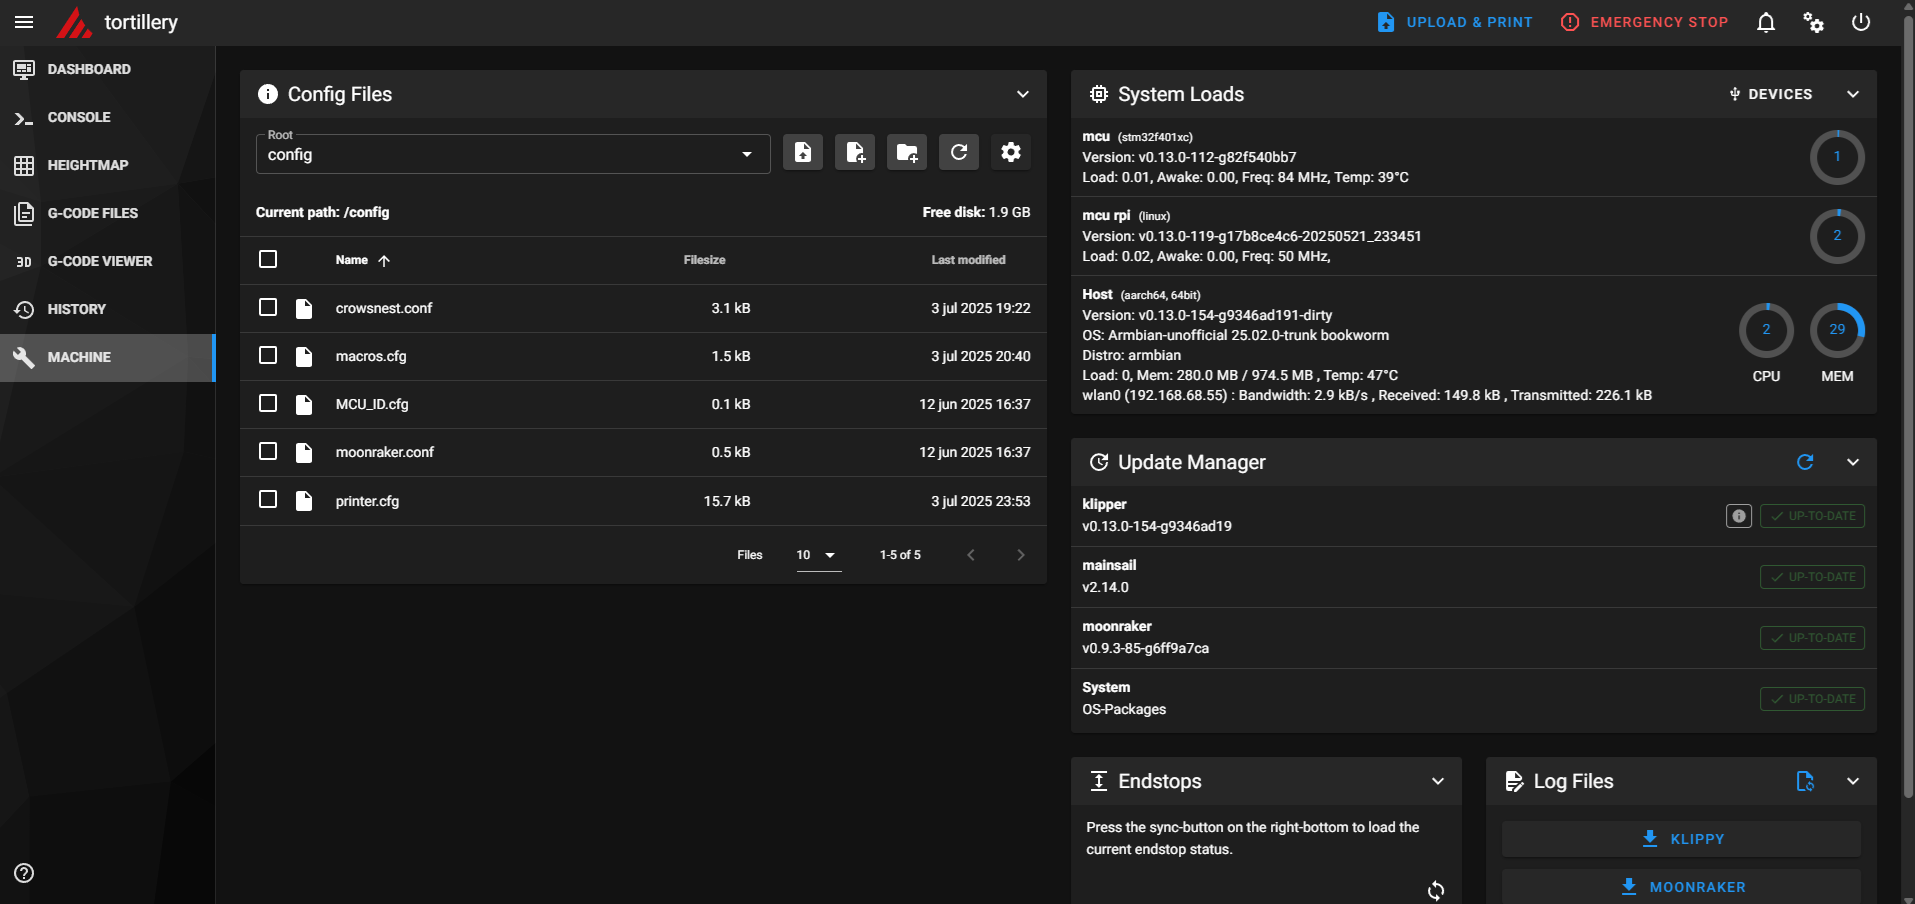 tortillery
UPLOAD & PRINT
EMERGENCY STOP
DASHBOARD
CONSOLE
HEIGHTMAP
G-CODE FILES
3D G-CODE VIEWER
HISTORY
MACHINE
Config Files
Root
config
Current path: /config
Free disk: 1.9 GB
Name Filesize Last modified
crowsnest.conf 3.1 kB 3 jul 2025 19:22
macros.cfg 1.5 kB 3 jul 2025 20:40
MCU_ID.cfg 0.1 kB 12 jun 2025 16:37
moonraker.conf 0.5 kB 12 jun 2025 16:37
printer.cfg 15.7 kB 3 jul 2025 23:53
Files 10 1-5 of 5
System Loads
DEVICES
mcu (stm32f401xc)
Version: v0.13.0-112-g82f540bb7
Load: 0.01, Awake: 0.00, Freq: 84 MHz, Temp: 39°C
1
mcu rpi (linux)
Version: v0.13.0-119-g17b8ce4c6-20250521_233451
Load: 0.02, Awake: 0.00, Freq: 50 MHz,
2
Host (aarch64, 64bit)
Version: v0.13.0-154-g9346ad191-dirty
OS: Armbian-unofficial 25.02.0-trunk bookworm
Distro: armbian
Load: 0, Mem: 280.0 MB / 974.5 MB , Temp: 47°C
wlan0 (192.168.68.55) : Bandwidth: 2.9 kB/s , Received: 149.8 kB , Transmitted: 226.1 kB
2 29
CPU MEM
Update Manager
klipper
v0.13.0-154-g9346ad19
UP-TO-DATE
mainsail
v2.14.0
UP-TO-DATE
moonraker
v0.9.3-85-g6ff9a7ca
UP-TO-DATE
System
OS-Packages
UP-TO-DATE
Endstops
Press the sync-button on the right-bottom to load the
current endstop status.
Log Files
KLIPPY
MOONRAKER